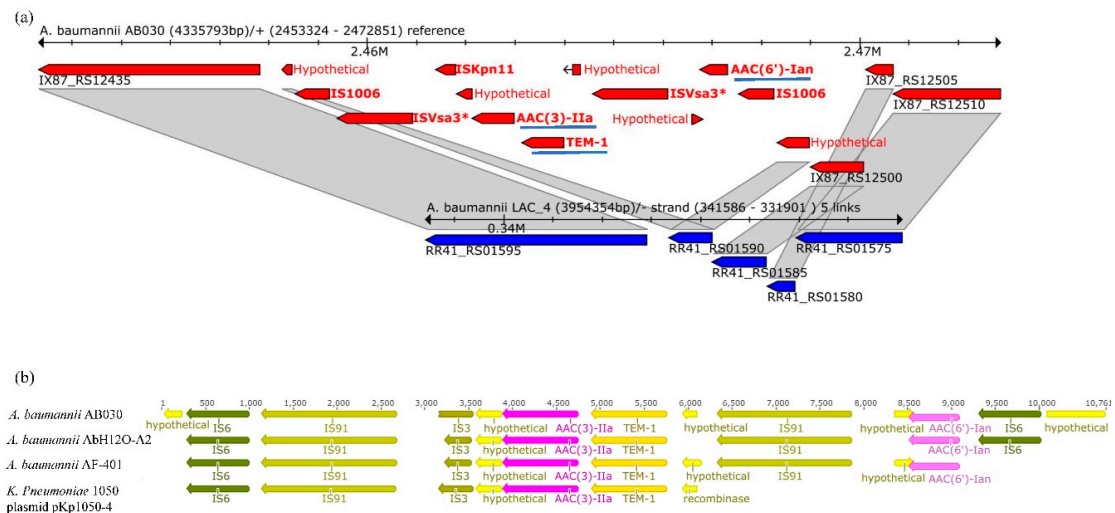 (a)
A. baumannii AB030 (4335793bp)/+ (2453324 - 2472851) reference
2.46M 2.47M
Hypothetical ISKpn11 AAC(6')-Ian
IX87_RS12435 IX87_RS12505
IS1006 Hypothetical ISVsa3* IS1006
IX87_RS12510
ISVsa3* AAC(3)-IIa Hypothetical
TEM-1 Hypothetical
IX87_RS12500
A. baumannii LAC_4 (3954354bp)/- strand (341586 - 331901 ) 5 links
0.34M
RR41_RS01595 RR41_RS01590 RR41_RS01575
RR41_RS01585
RR41_RS01580
(b)
1 500 1,000 1,500 2,000 2,500 3,000 3,500 4,000 4,500 5,000 5,500 6,000 6,500 7,000 7,500 8,000 8,500 9,000 9,500 10,000 10,761
A. baumannii AB030
hypothetical IS6 IS91 IS3 hypothetical AAC(3)-IIa TEM-1 hypothetical IS91 hypothetical AAC(6')-Ian IS6 hypothetical
A. baumannii AbH12O-A2
IS6 IS91 IS3 hypothetical AAC(3)-IIa TEM-1 IS91 AAC(6')-Ian IS6
A. baumannii AF-401
IS6 IS91 IS3 hypothetical AAC(3)-IIa TEM-1 hypothetical IS91 hypothetical AAC(6')-Ian
K. Pneumoniae 1050
plasmid pKp1050-4
IS6 IS91 IS3 hypothetical AAC(3)-IIa TEM-1 recombinase